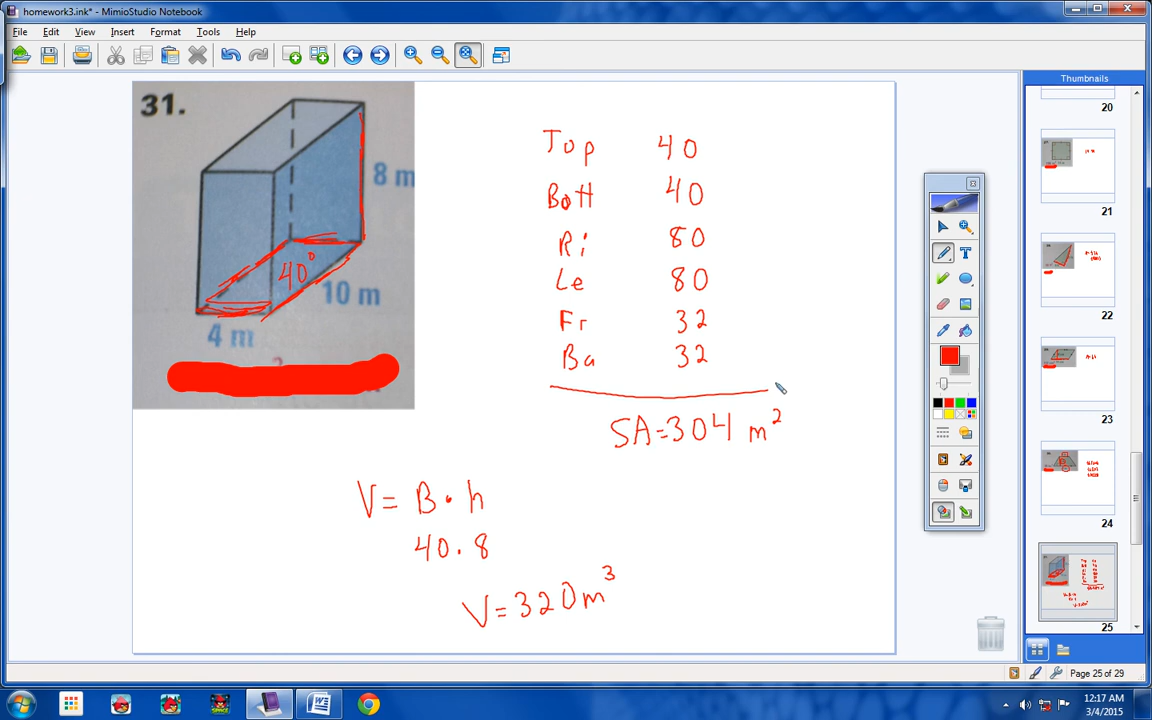 homework3.ink* - MimioStudio Notebook
File Edit View Insert Format Tools Help
Thumbnails
31.
8 m
10 m
4 m
40°
Top 40
Bott 40
Ri 80
Le 80
Fr 32
Ba 32
SA=304 m²
V= B·h
40·8
V=320m³
20
21
22
23
24
25
Page 25 of 29
12:17 AM
3/4/2015